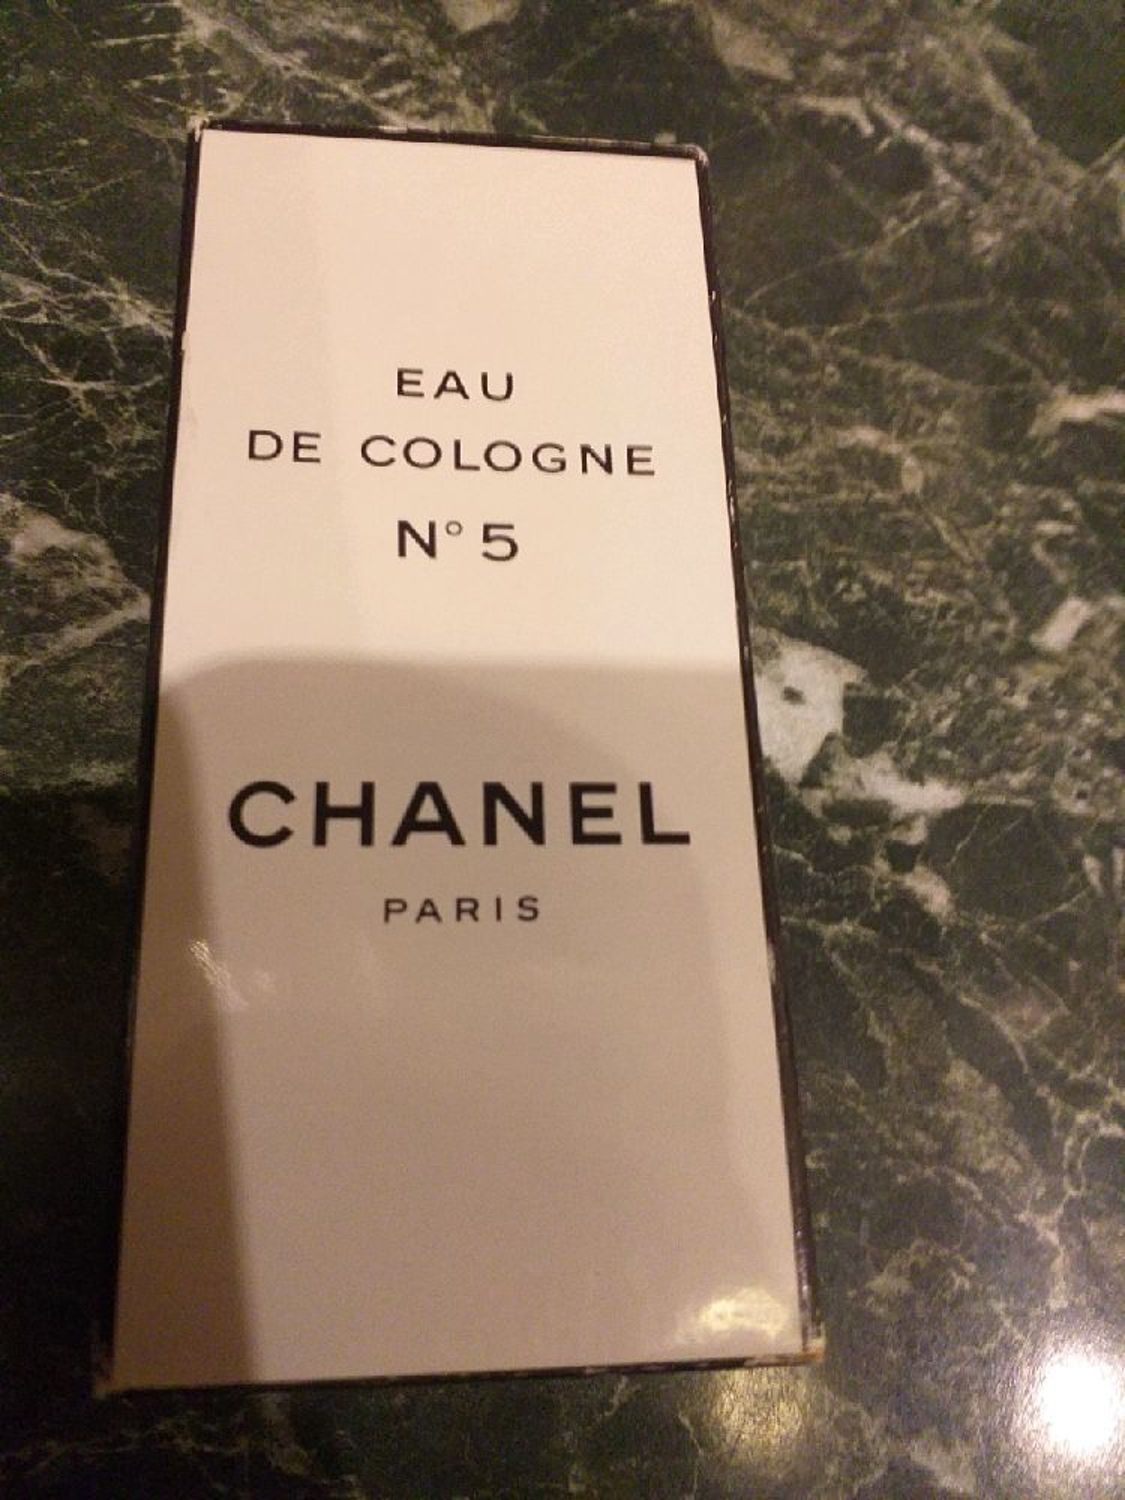 EAU
DE COLOGNE
N° 5
CHANEL
PARIS